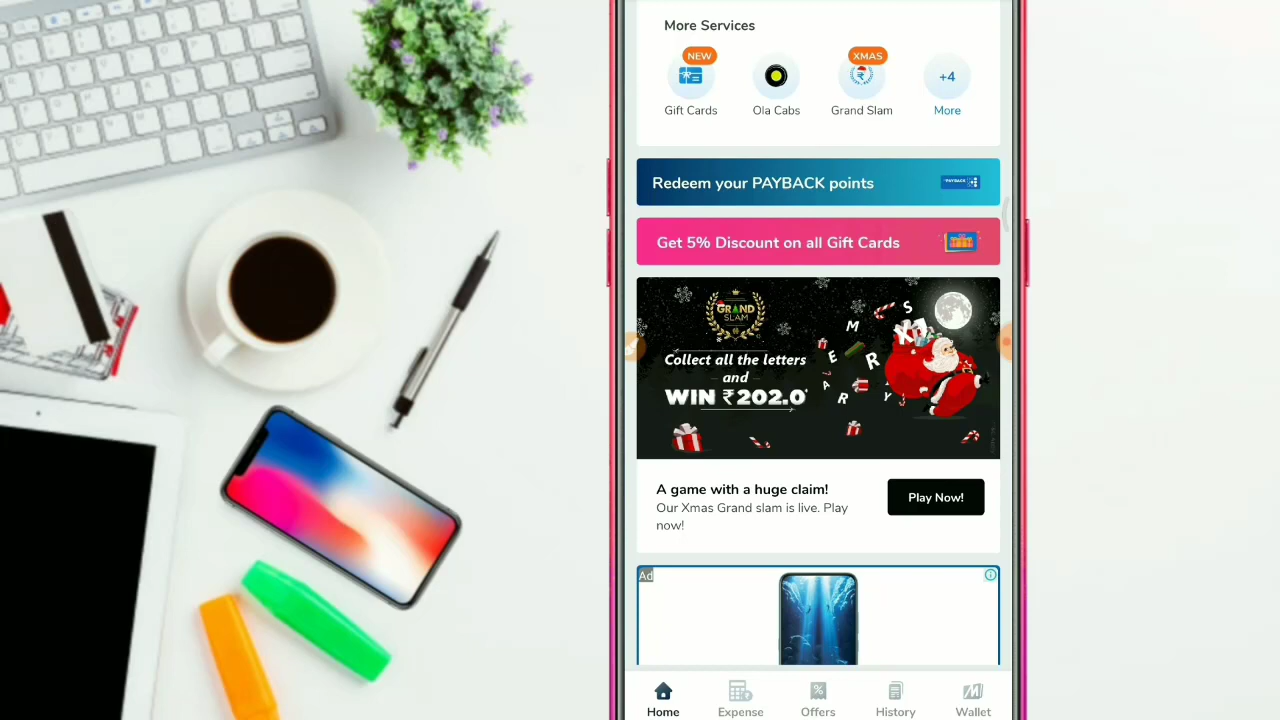 More Services
NEW
XMAS
+4
Gift Cards
Ola Cabs
Grand Slam
More
Redeem your PAYBACK points
PAYBACK
Get 5% Discount on all Gift Cards
GRAND
SLAM
M
E
R
R
Y
X
M
A
S
Collect all the letters
and
WIN ₹202.0*
A game with a huge claim!
Our Xmas Grand slam is live. Play
now!
Play Now!
Ad
Home
Expense
Offers
History
Wallet